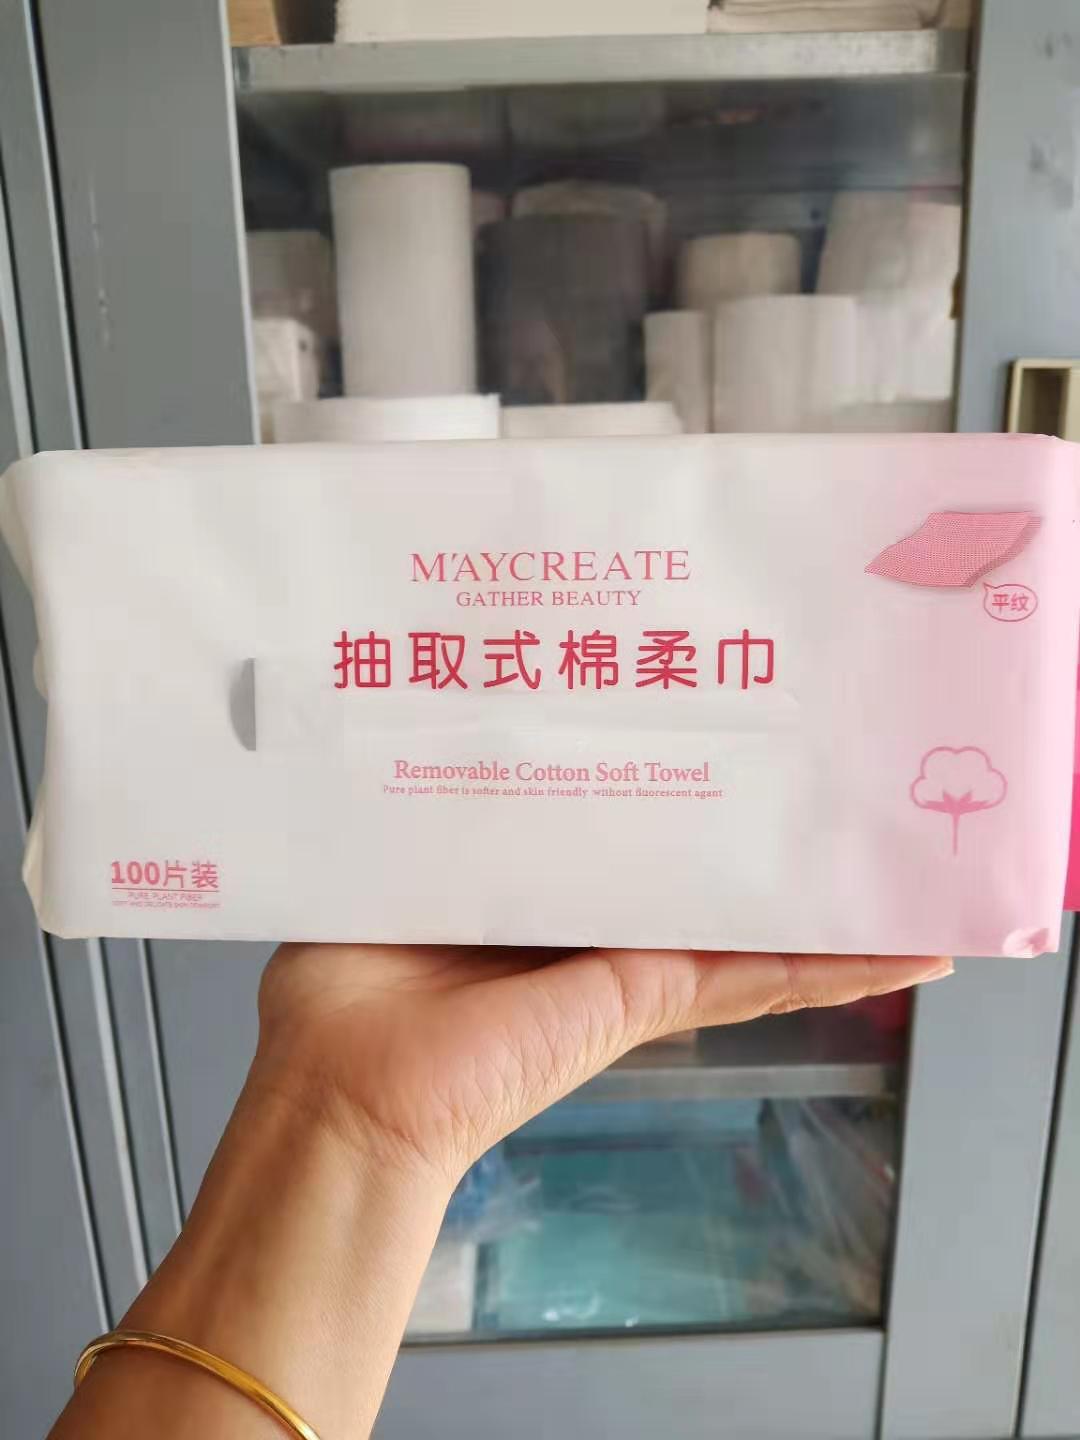 M'AYCREATE
GATHER BEAUTY
抽取式棉柔巾
平纹
Removable Cotton Soft Towel
Pure plant fiber is softer and skin friendly without fluorescent agant
100片装
PURE PLANT FIBER